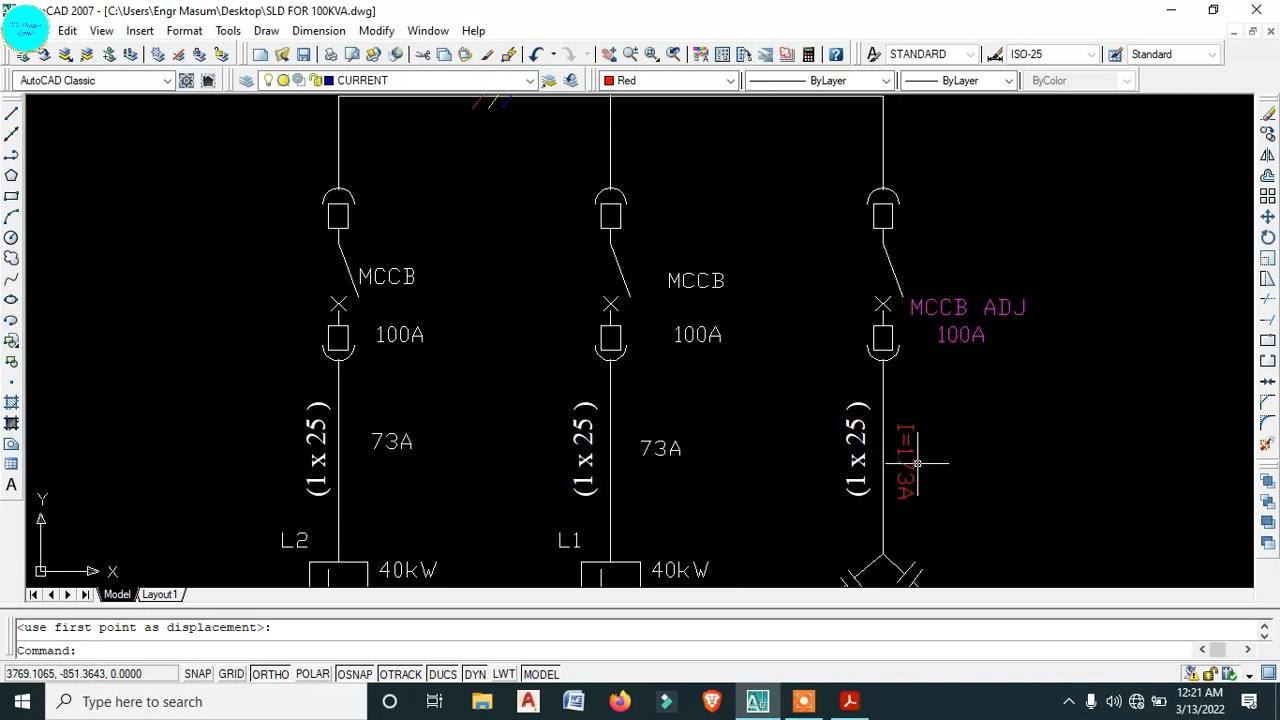 AutoCAD 2007 - [C:\Users\Engr Masum\Desktop\SLD FOR 100KVA.dwg]
Edit View Insert Format Tools Draw Dimension Modify Window Help
STANDARD ISO-25 Standard
AutoCAD Classic CURRENT Red ByLayer ByLayer ByColor
MCCB MCCB MCCB ADJ
100A 100A 100A
(1 x 25 ) (1 x 25 ) (1 x 25 )
73A 73A I=173A
L2 L1
40kW 40kW
Y
X
Model Layout1
<use first point as displacement>:
Command:
3769.1065, -851.3643, 0.0000 SNAP GRID ORTHO POLAR OSNAP OTRACK DUCS DYN LWT MODEL
Type here to search
12:21 AM
3/13/2022